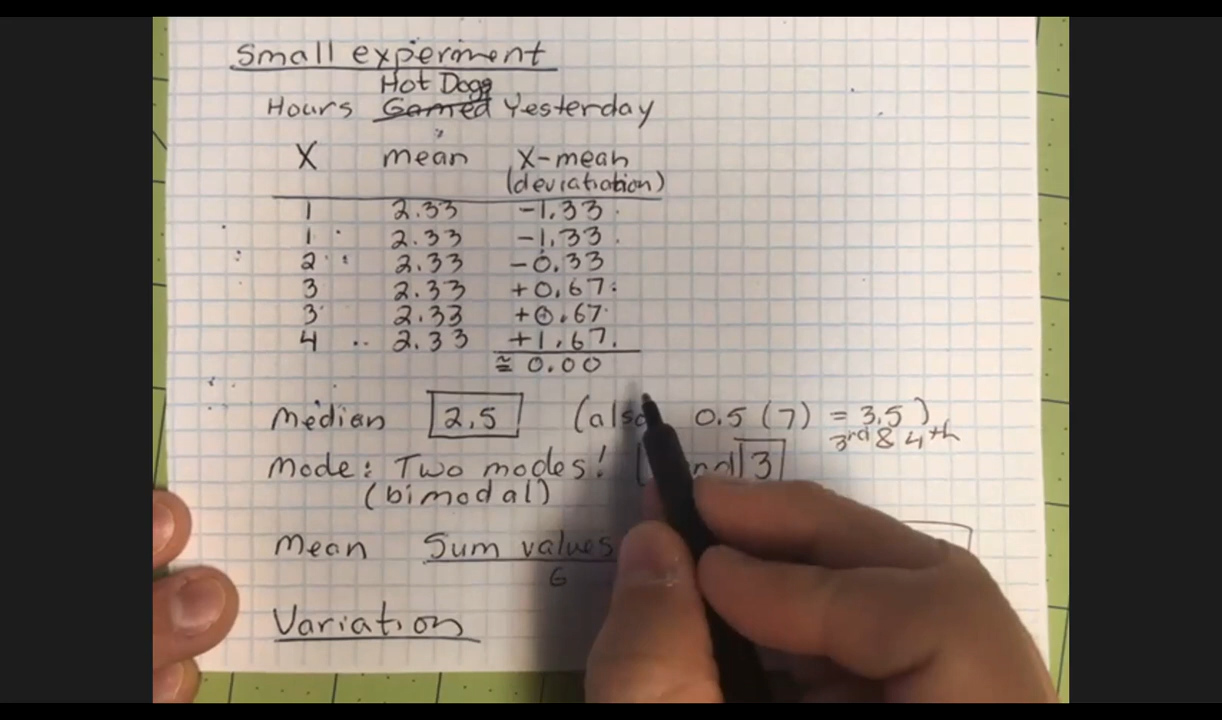 Small experiment
Hot Dogs
Hours Gamed Yesterday
X mean X-mean
(deviatiation)
1 2.33 -1.33
1 2.33 -1.33
2 2.33 -0.33
3 2.33 +0.67
3 2.33 +0.67
4 2.33 +1.67
≅ 0.00
Median 2.5 (also 0.5 (7) = 3.5)
3rd & 4th
Mode: Two modes! 3
(bimodal)
Mean Sum values
6
Variation